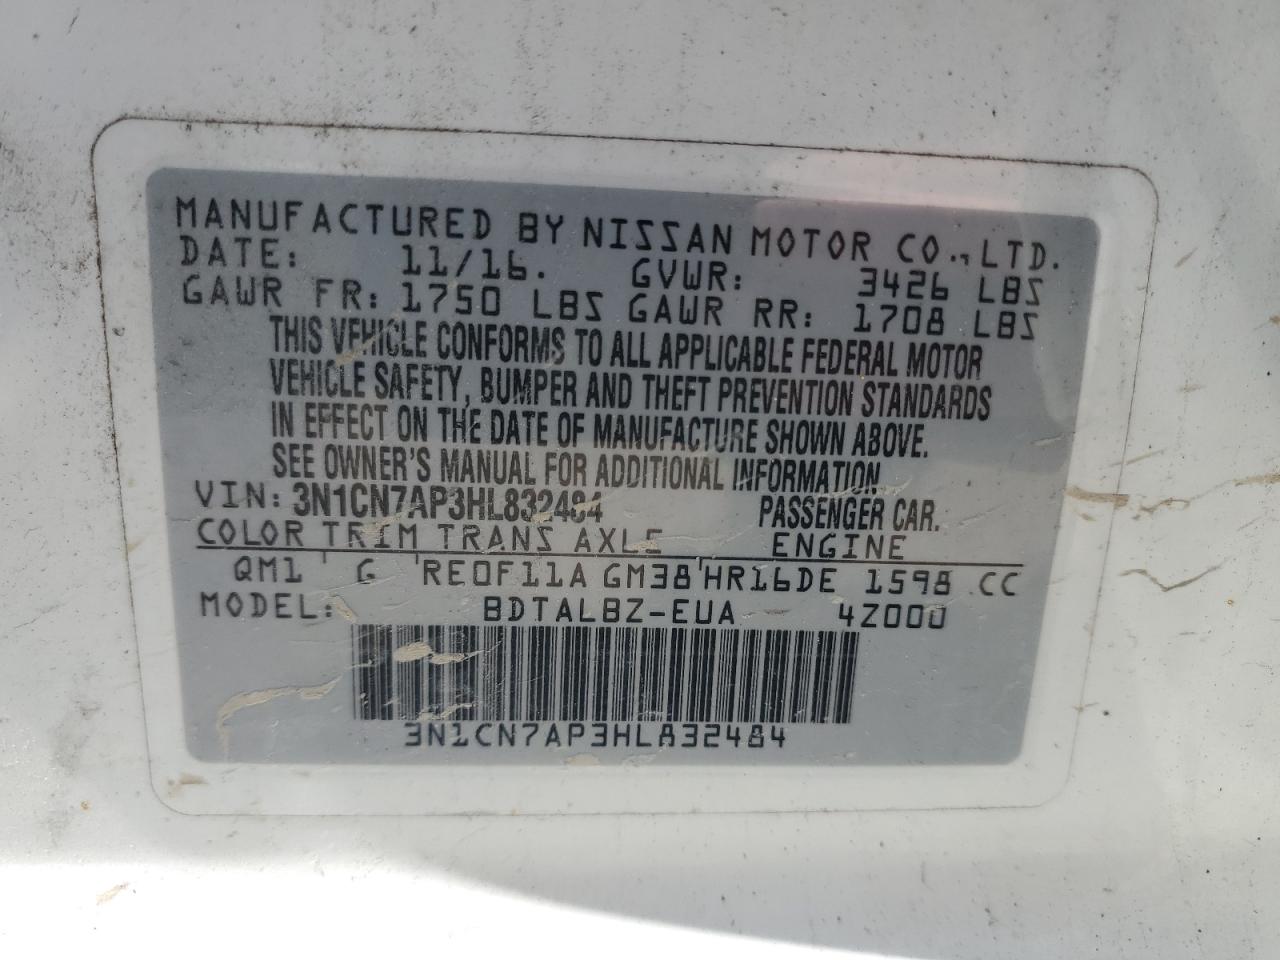 MANUFACTURED BY NISSAN MOTOR CO., LTD.
DATE: 11/16. GVWR: 3426 LBS
GAWR FR: 1750 LBS GAWR RR: 1708 LBS
THIS VEHICLE CONFORMS TO ALL APPLICABLE FEDERAL MOTOR
VEHICLE SAFETY, BUMPER AND THEFT PREVENTION STANDARDS
IN EFFECT ON THE DATE OF MANUFACTURE SHOWN ABOVE.
SEE OWNER'S MANUAL FOR ADDITIONAL INFORMATION.
VIN: 3N1CN7AP3HL832484 PASSENGER CAR.
COLOR TRIM TRANS AXLE ENGINE
QM1 G RE0F11A GM38 HR16DE 1598 CC
MODEL: BDTALBZ-EUA 4Z000
3N1CN7AP3HL832484